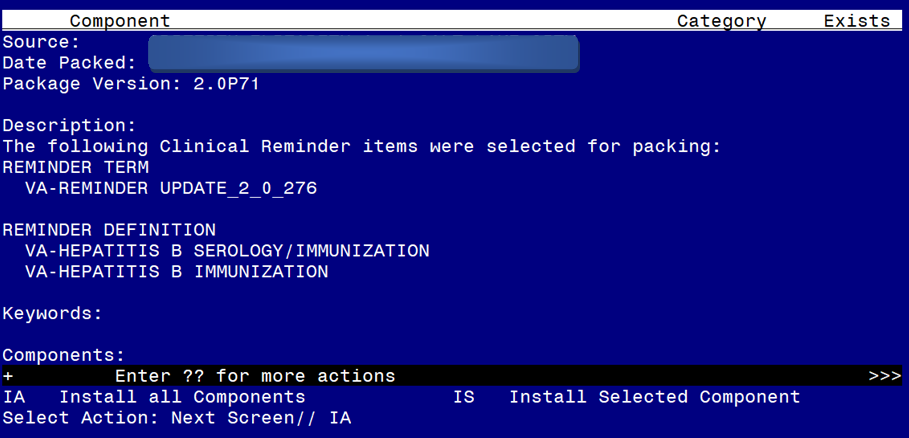 Component Category Exists
Source:
Date Packed:
Package Version: 2.0P71
Description:
The following Clinical Reminder items were selected for packing:
REMINDER TERM
VA-REMINDER UPDATE_2_0_276
REMINDER DEFINITION
VA-HEPATITIS B SEROLOGY/IMMUNIZATION
VA-HEPATITIS B IMMUNIZATION
Keywords:
Components:
+ Enter ?? for more actions >>>
IA Install all Components IS Install Selected Component
Select Action: Next Screen// IA